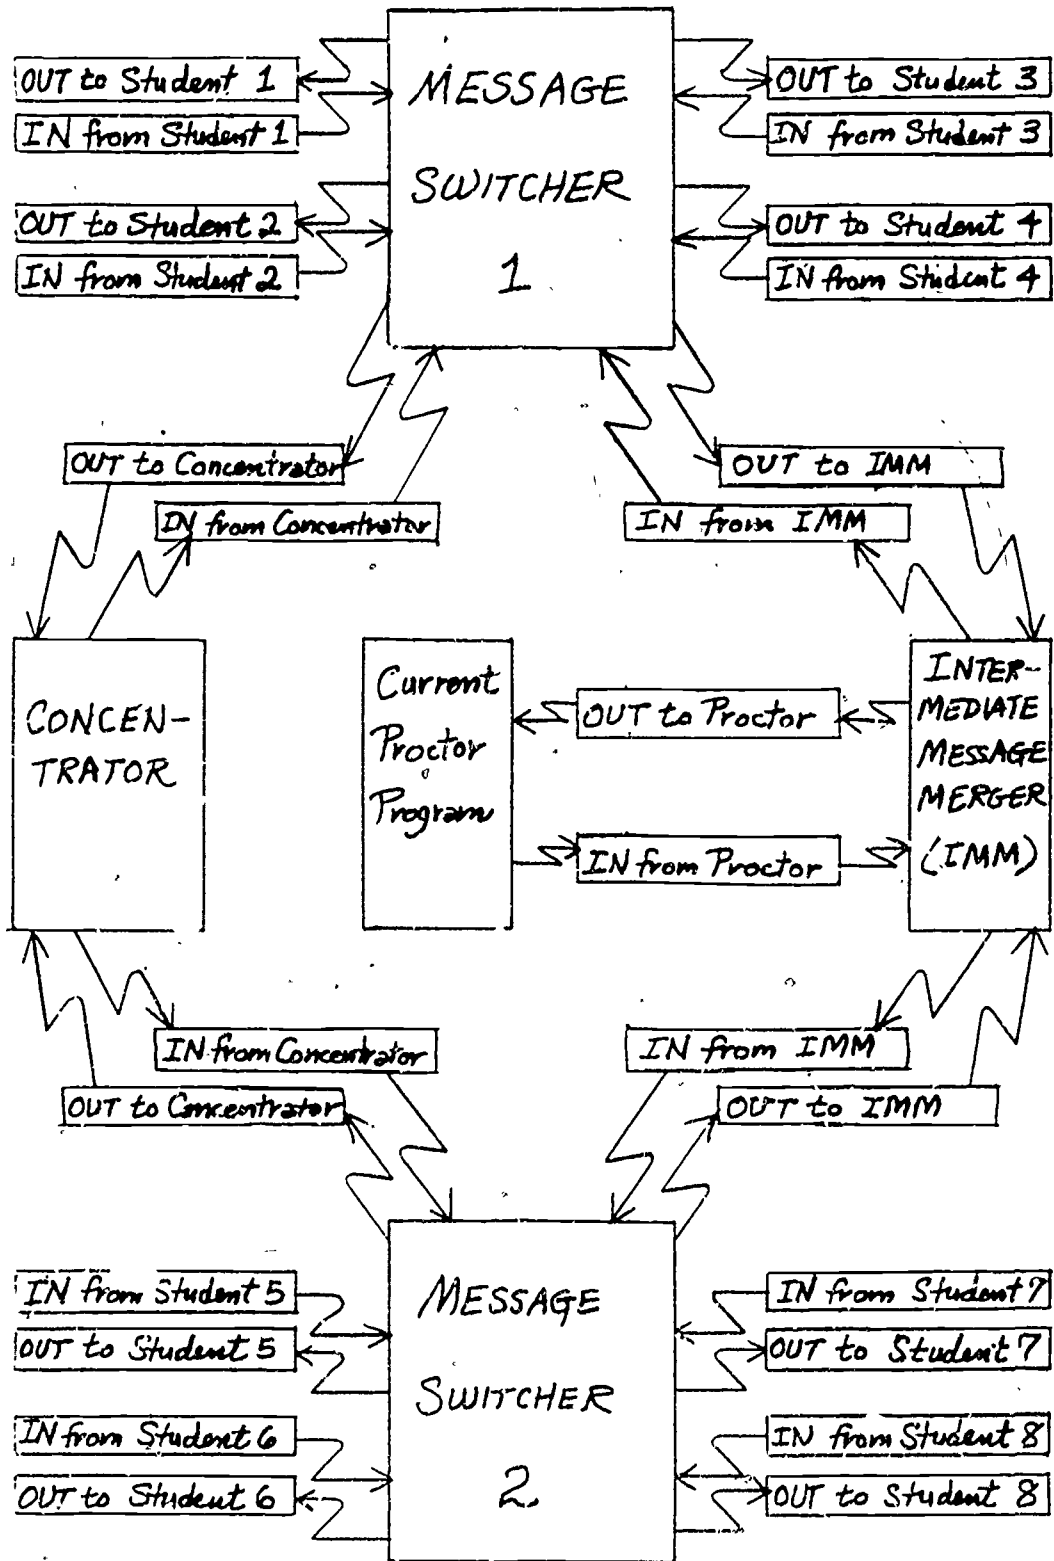 OUT to Student 1
IN from Student 1
OUT to Student 2
IN from Student 2
MESSAGE
SWITCHER
1
OUT to Student 3
IN from Student 3
OUT to Student 4
IN from Student 4
OUT to Concentrator
IN from Concentrator
OUT to IMM
IN from IMM
CONCEN-
TRATOR
Current
Proctor
Program
OUT to Proctor
IN from Proctor
INTER-
MEDIATE
MESSAGE
MERGER
(IMM)
IN from Concentrator
OUT to Concentrator
IN from IMM
OUT to IMM
IN from Student 5
OUT to Student 5
IN from Student 6
OUT to Student 6
MESSAGE
SWITCHER
2.
IN from Student 7
OUT to Student 7
IN from Student 8
OUT to Student 8